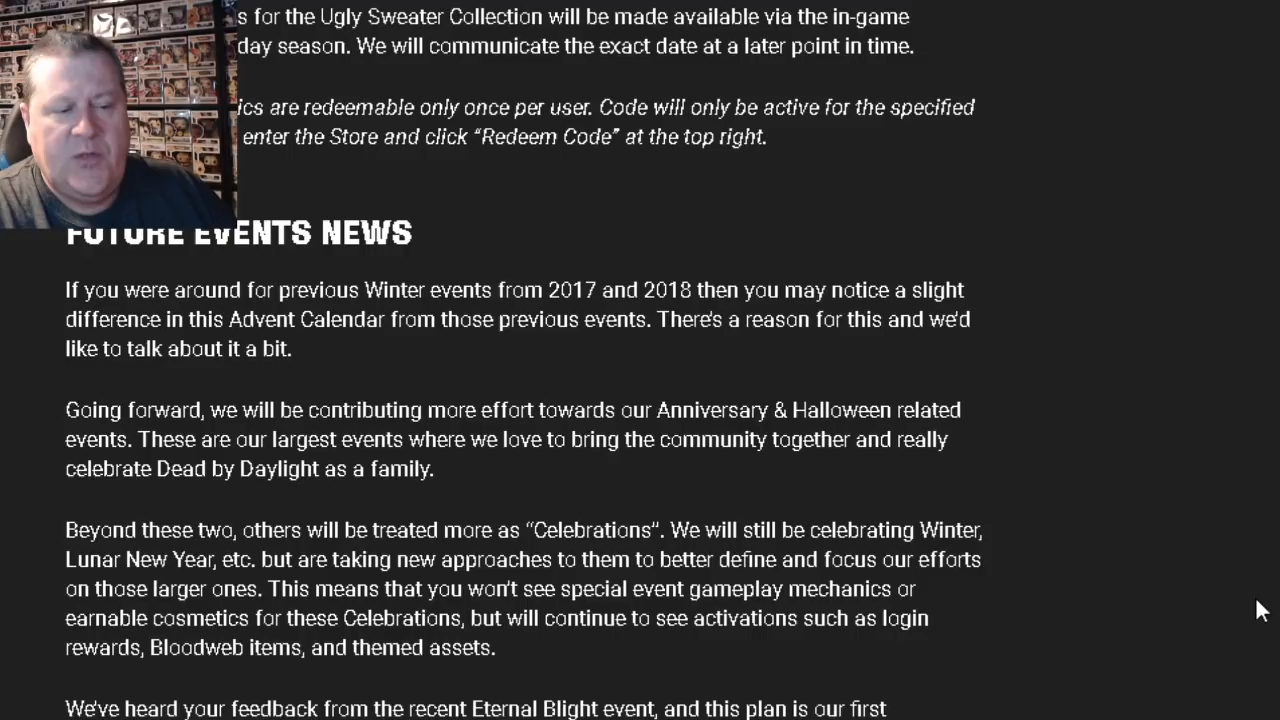 s for the Ugly Sweater Collection will be made available via the in-game
day season. We will communicate the exact date at a later point in time.
ics are redeemable only once per user. Code will only be active for the specified
enter the Store and click “Redeem Code” at the top right.
FUTURE EVENTS NEWS
If you were around for previous Winter events from 2017 and 2018 then you may notice a slight
difference in this Advent Calendar from those previous events. There's a reason for this and we'd
like to talk about it a bit.
Going forward, we will be contributing more effort towards our Anniversary & Halloween related
events. These are our largest events where we love to bring the community together and really
celebrate Dead by Daylight as a family.
Beyond these two, others will be treated more as “Celebrations”. We will still be celebrating Winter,
Lunar New Year, etc. but are taking new approaches to them to better define and focus our efforts
on those larger ones. This means that you won't see special event gameplay mechanics or
earnable cosmetics for these Celebrations, but will continue to see activations such as login
rewards, Bloodweb items, and themed assets.
We've heard your feedback from the recent Eternal Blight event, and this plan is our first